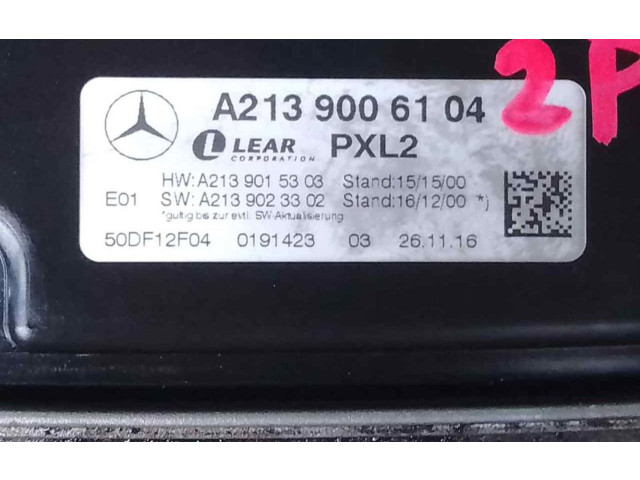 2P
A213 900 61 04
LEAR PXL2
CORPORATION
HW:A213 901 53 03 Stand:15/15/00
E01 SW:A213 902 33 02 Stand:16/12/00 *)
*gültig bis zur evtl. SW-Aktualisierung
50DF12F04 0191423 03 26.11.16